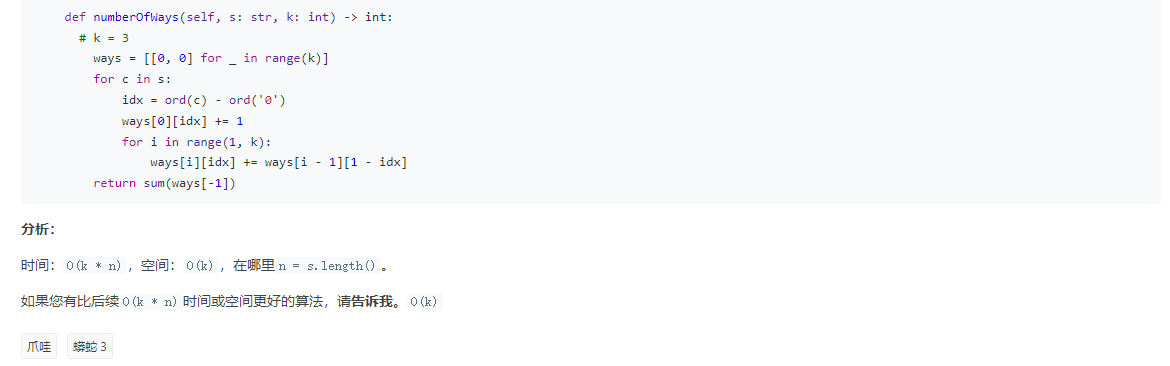 def numberOfWays(self, s: str, k: int) -> int:
# k = 3
ways = [[0, 0] for _ in range(k)]
for c in s:
idx = ord(c) - ord('0')
ways[0][idx] += 1
for i in range(1, k):
ways[i][idx] += ways[i - 1][1 - idx]
return sum(ways[-1])
分析：
时间：O(k * n)，空间：O(k)，在哪里n = s.length()。
如果您有比后续O(k * n)时间或空间更好的算法，请告诉我。O(k)
爪哇 蟒蛇 3